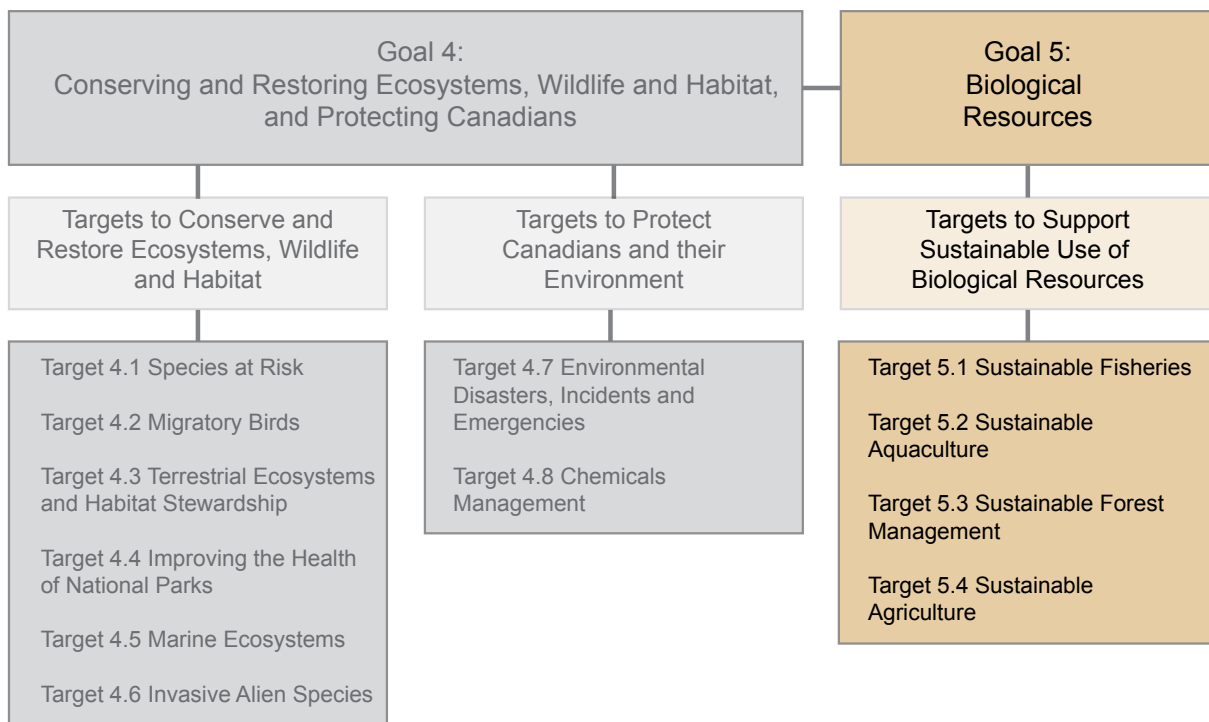 Goal 4:
Conserving and Restoring Ecosystems, Wildlife and Habitat,
and Protecting Canadians
Goal 5:
Biological
Resources
Targets to Conserve and
Restore Ecosystems, Wildlife
and Habitat
Targets to Protect
Canadians and their
Environment
Targets to Support
Sustainable Use of
Biological Resources
Target 4.1 Species at Risk
Target 4.2 Migratory Birds
Target 4.3 Terrestrial Ecosystems
and Habitat Stewardship
Target 4.4 Improving the Health
of National Parks
Target 4.5 Marine Ecosystems
Target 4.6 Invasive Alien Species
Target 4.7 Environmental
Disasters, Incidents and
Emergencies
Target 4.8 Chemicals
Management
Target 5.1 Sustainable Fisheries
Target 5.2 Sustainable
Aquaculture
Target 5.3 Sustainable Forest
Management
Target 5.4 Sustainable
Agriculture